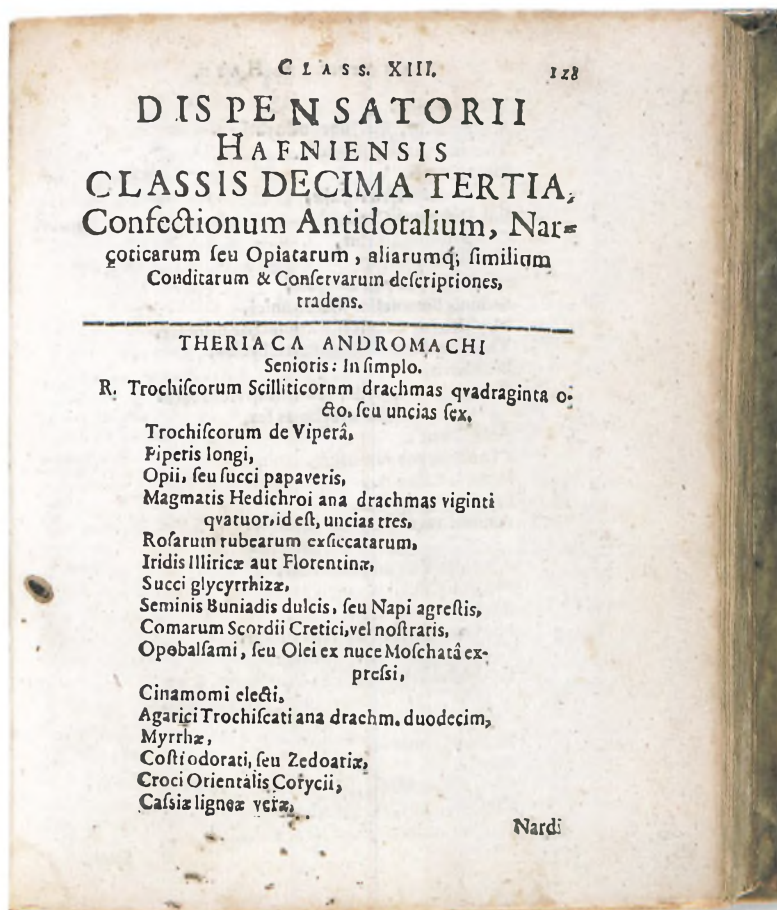 CLASS. XIII. 128
DISPENSATORII
HAFNIENSIS
CLASSIS DECIMA TERTIA,
Confectionum Antidotalium, Nar=
coticarum ſeu Opiatarum, aliarumq́; ſimilium
Conditarum & Conſervarum deſcriptiones,
tradens.
THERIACA ANDROMACHI
Senioris: In ſimplo.
R. Trochiſcorum Scilliticorum drachmas qvadraginta o-
cto, ſeu uncias ſex,
Trochiſcorum de Viperâ,
Piperis longi,
Opii, ſeu ſucci papaveris,
Magmatis Hedichroi ana drachmas viginti
qvatuor, id eſt, uncias tres,
Roſarum rubearum exſiccatarum,
Iridis Illiricæ aut Florentinæ,
Succi glycyrrhizæ,
Seminis Buniadis dulcis, ſeu Napi agreſtis,
Comarum Scordii Cretici, vel noſtratis,
Opobalſami, ſeu Olei ex nuce Moſchatâ ex-
preſsi,
Cinamomi electi,
Agarici Trochiſcati ana drachm. duodecim,
Myrrhæ,
Coſti odorati, ſeu Zedoariæ,
Croci Orientalis Corycii,
Caſsiæ ligneæ veræ,
Nardi